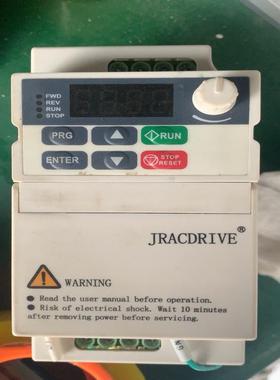 FWD
REV
RUN
STOP
PRG
RUN
ENTER
STOP
RESET
JRACDRIVE®
WARNING
● Read the user manual before operation.
● Risk of electrical shock. Wait 10 minutes
after removing power before servicing.